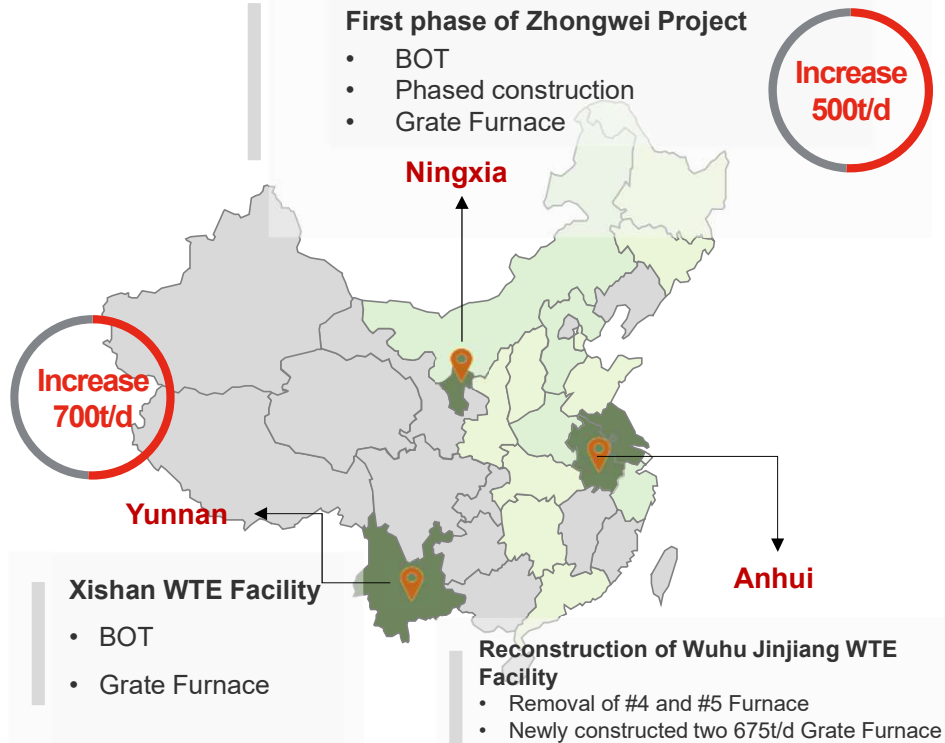 First phase of Zhongwei Project
• BOT
• Phased construction
• Grate Furnace
Increase
500t/d
Ningxia
Increase
700t/d
Yunnan
Anhui
Xishan WTE Facility
• BOT
• Grate Furnace
Reconstruction of Wuhu Jinjiang WTE
Facility
• Removal of #4 and #5 Furnace
• Newly constructed two 675t/d Grate Furnace